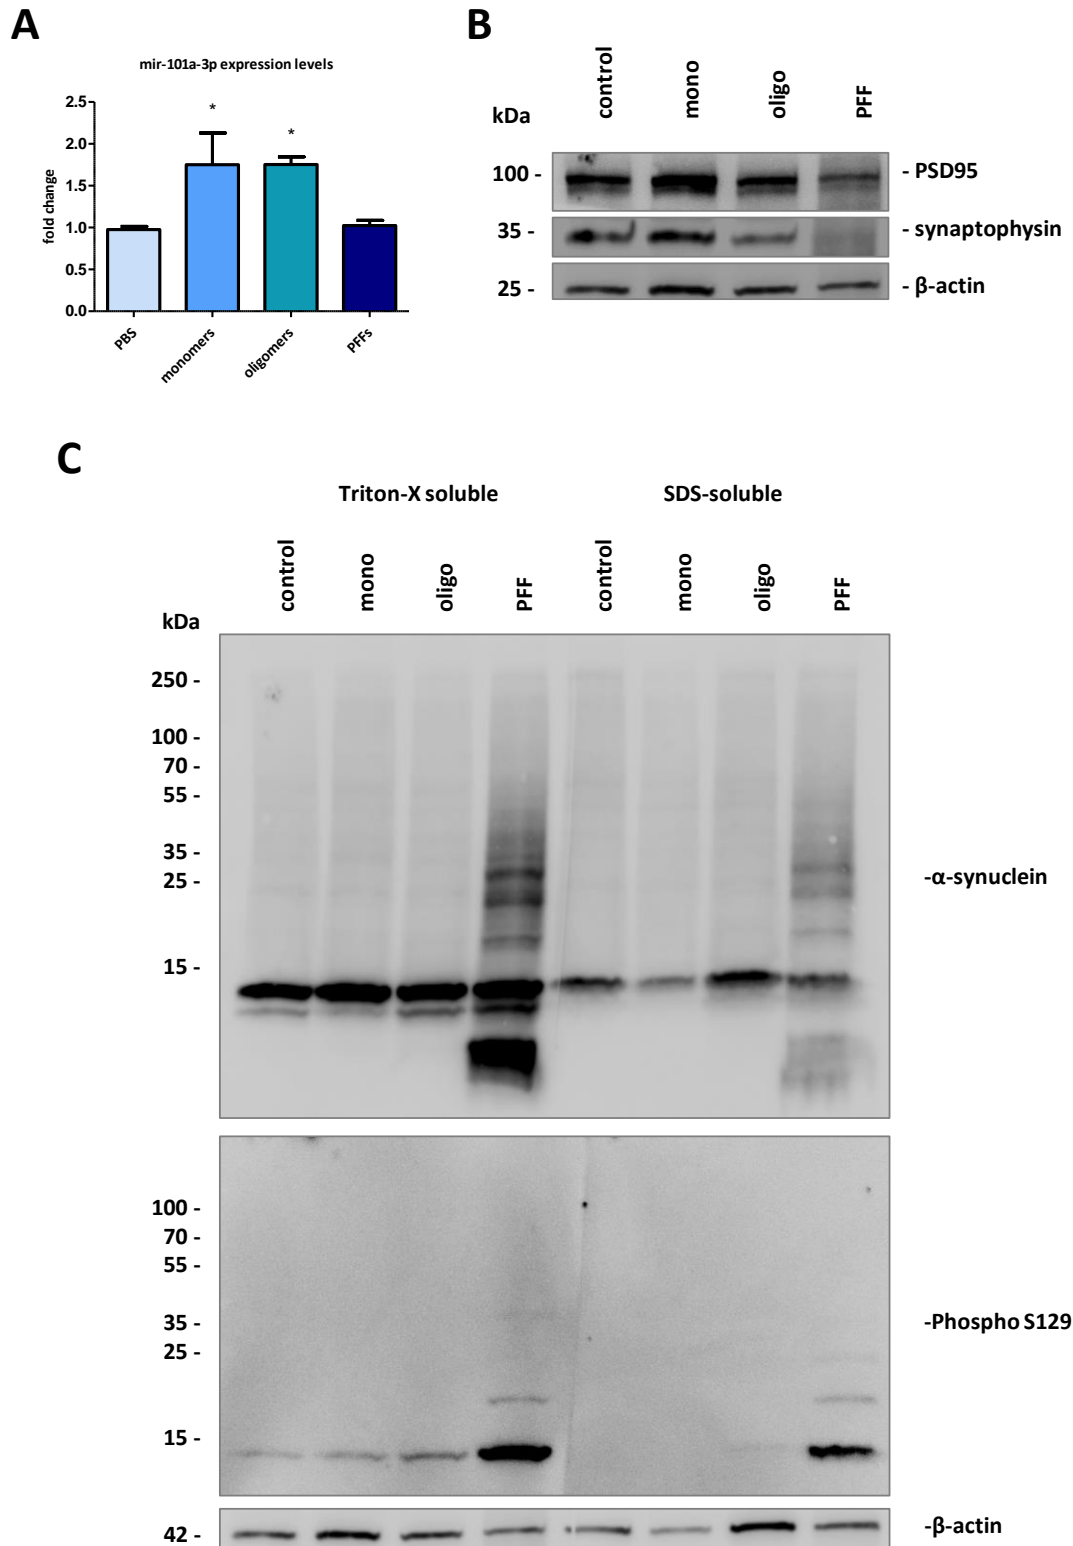 A
mir-101a-3p expression levels
fold change
2.5
2.0
1.5
1.0
0.5
0.0
*
*
PBS
monomers
oligomers
PFFs
B
kDa
control
mono
oligo
PFF
100 -
- PSD95
35 -
- synaptophysin
25 -
- β-actin
C
Triton-X soluble
SDS-soluble
control
mono
oligo
PFF
control
mono
oligo
PFF
kDa
250 -
100 -
70 -
55 -
35 -
25 -
15 -
-α-synuclein
100 -
70 -
55 -
35 -
25 -
15 -
-Phospho S129
42 -
-β-actin